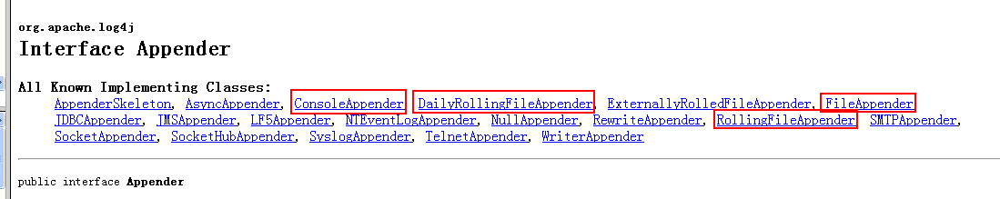 org.apache.log4j
Interface Appender
All Known Implementing Classes:
AppenderSkeleton, AsyncAppender, ConsoleAppender, DailyRollingFileAppender, ExternallyRolledFileAppender, FileAppender
JDBCAppender, JMSAppender, LF5Appender, NTEventLogAppender, NullAppender, RewriteAppender, RollingFileAppender SMTPAppender,
SocketAppender, SocketHubAppender, SyslogAppender, TelnetAppender, WriterAppender
public interface Appender